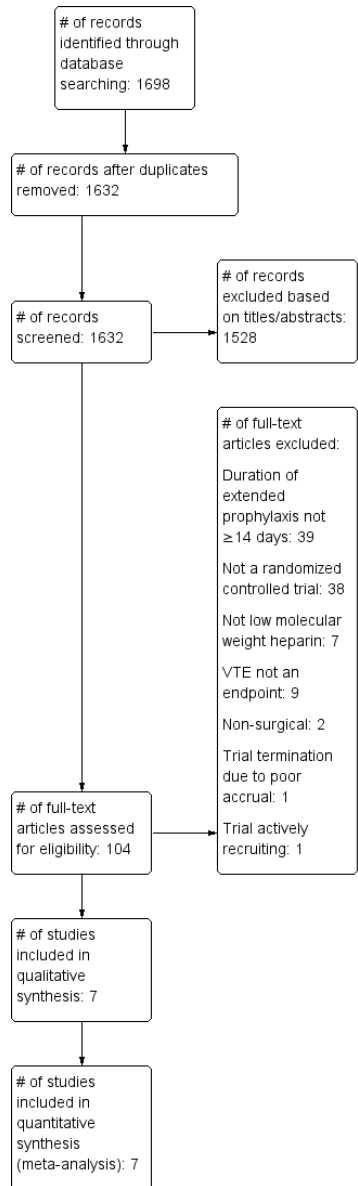 # of records
identified through
database
searching: 1698
# of records after duplicates
removed: 1632
# of records
screened: 1632
# of records
excluded based
on titles/abstracts:
1528
# of full-text
articles excluded:
Duration of
extended
prophylaxis not
≥14 days: 39
Not a randomized
controlled trial: 38
Not low molecular
weight heparin: 7
VTE not an
endpoint: 9
Non-surgical: 2
Trial termination
due to poor
accrual: 1
Trial actively
recruiting: 1
# of full-text
articles assessed
for eligibility: 104
# of studies
included in
qualitative
synthesis: 7
# of studies
included in
quantitative
synthesis
(meta-analysis): 7